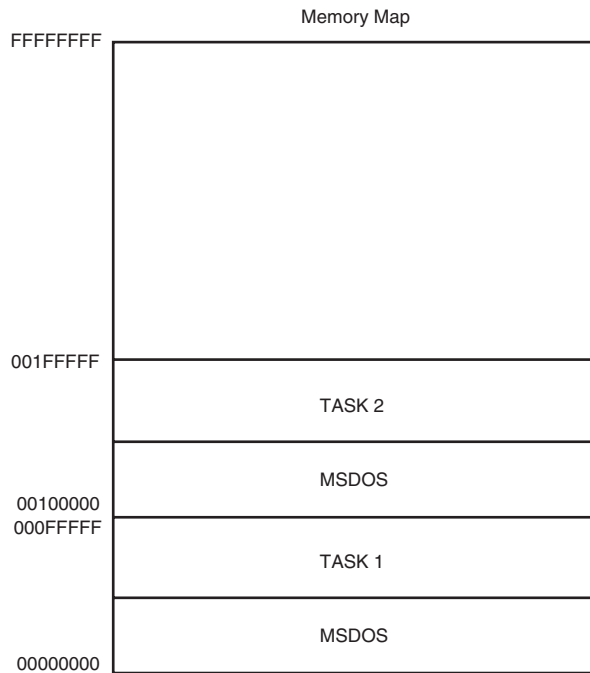 Memory Map
FFFFFFFF
001FFFFF
TASK 2
MSDOS
00100000
000FFFFF
TASK 1
MSDOS
00000000